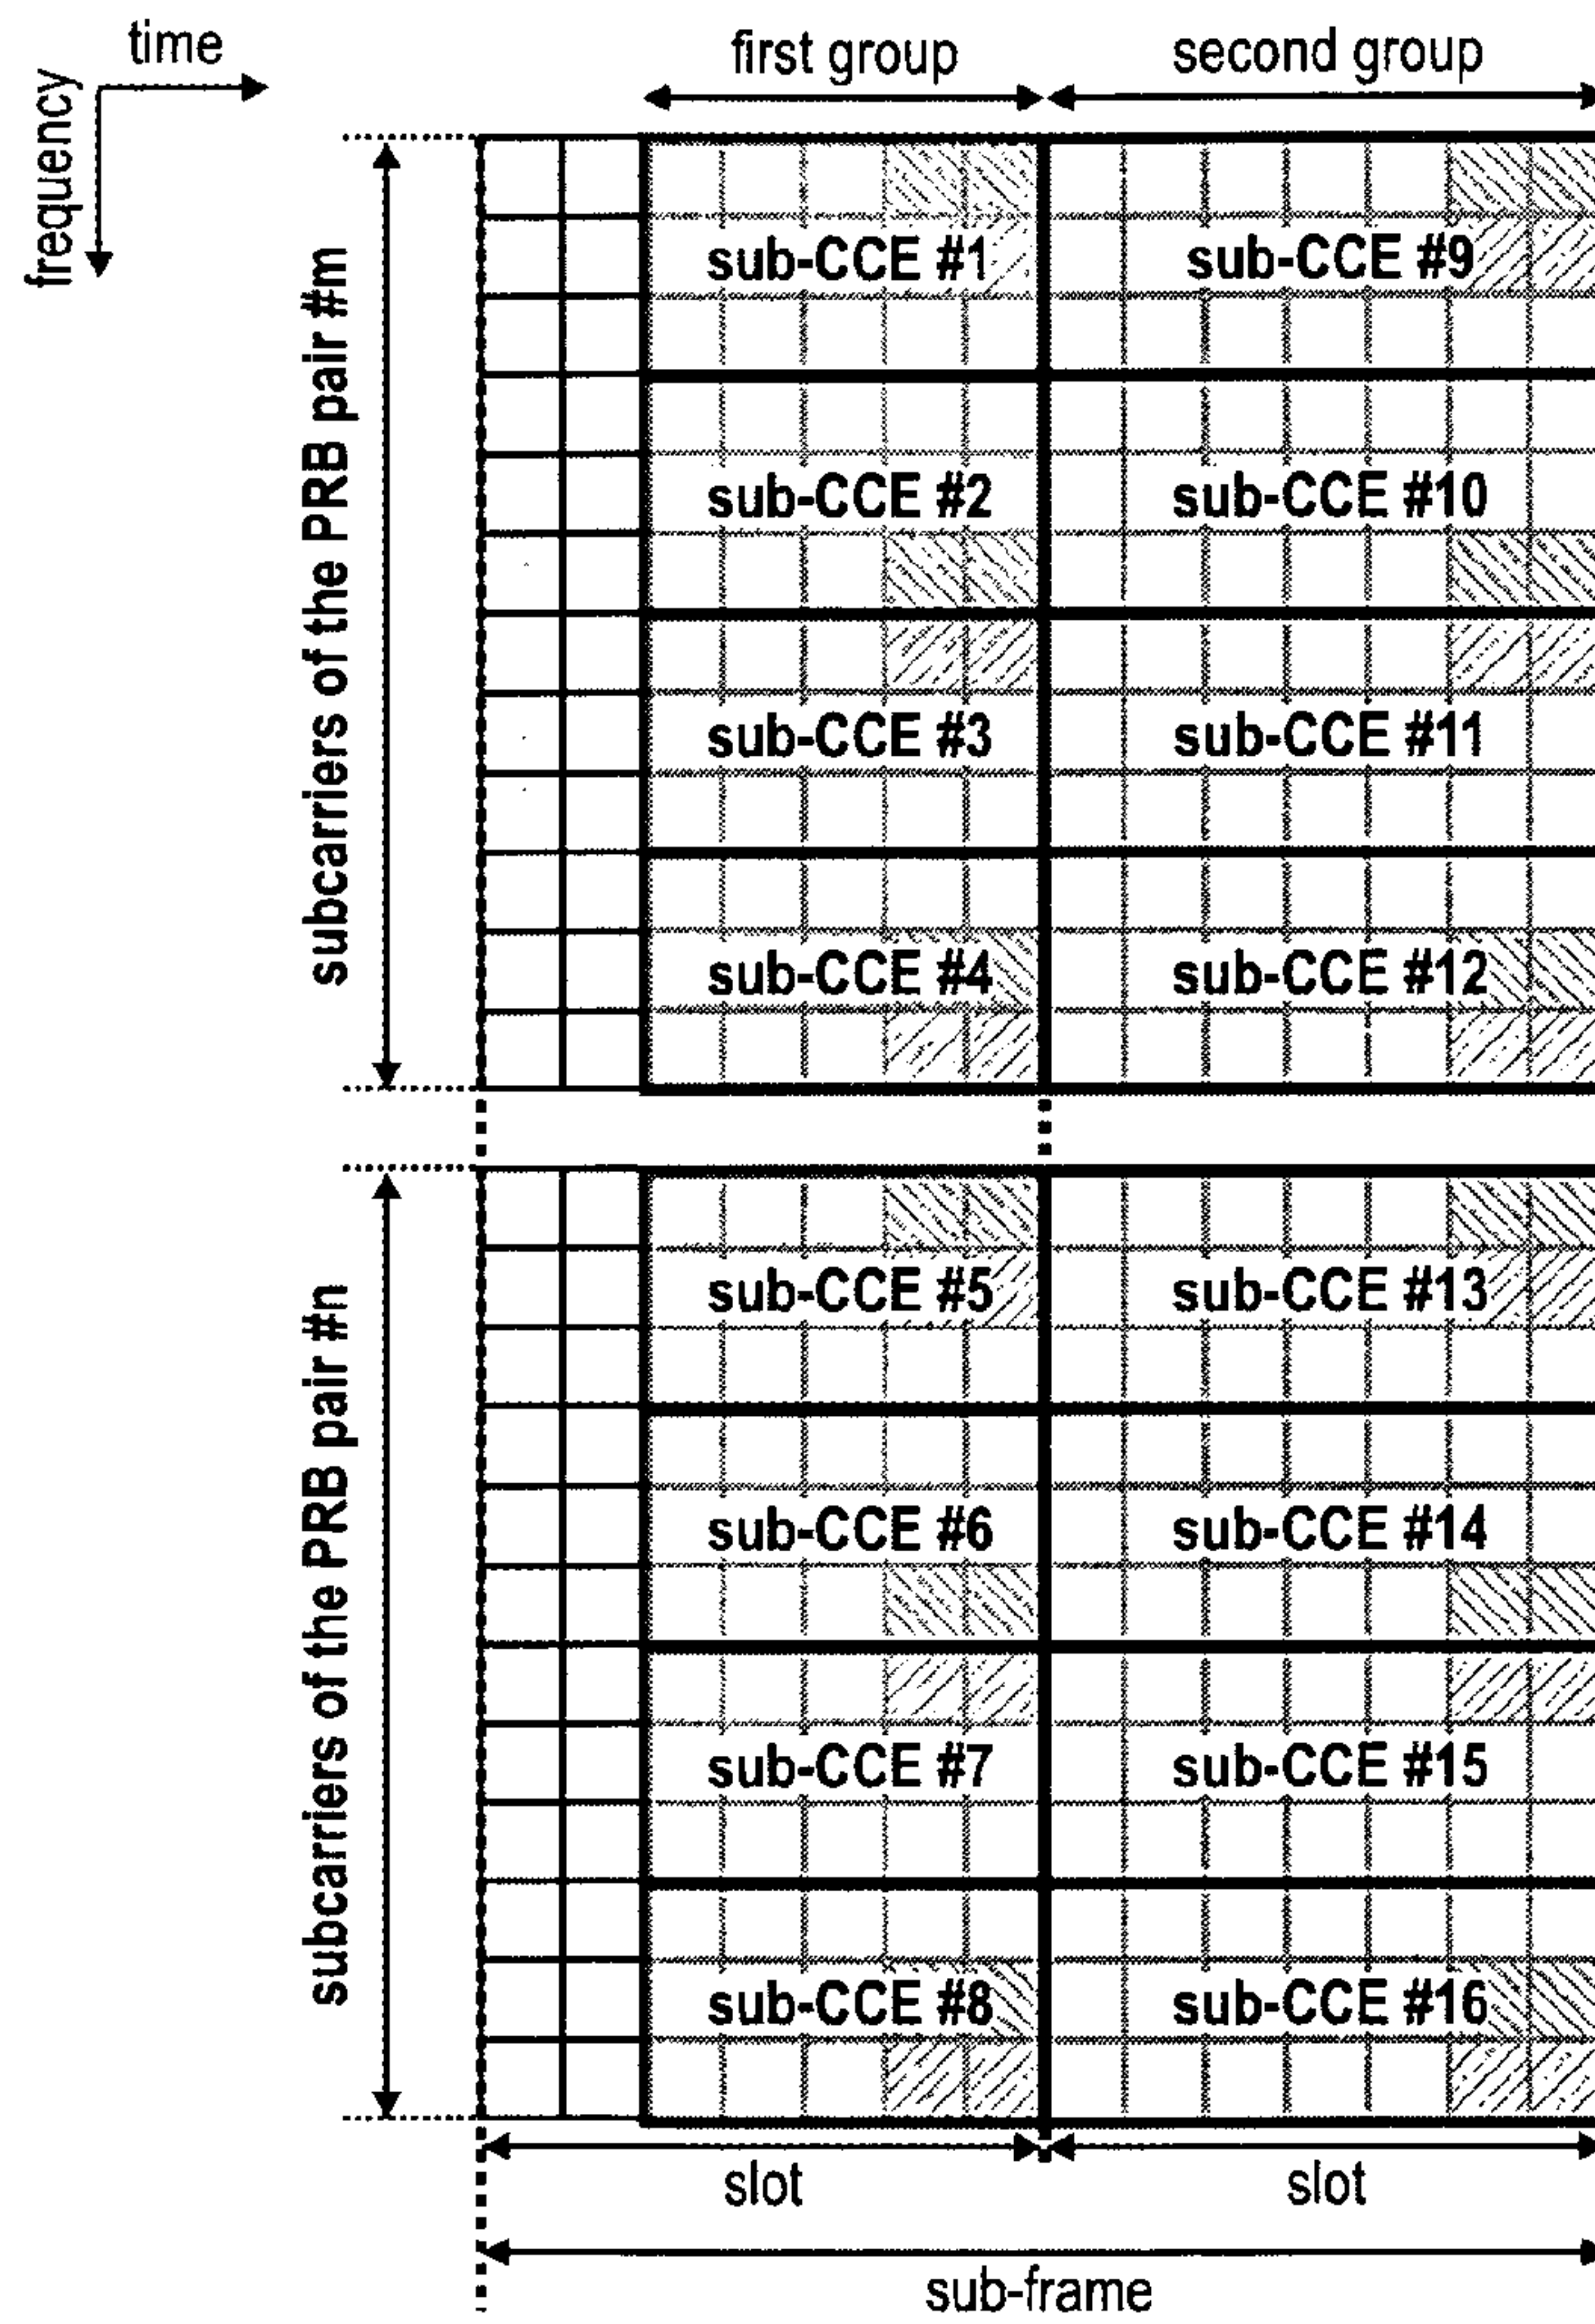 time
first group
second group
frequency
subcarriers of the PRB pair #m
sub-CCE #1
sub-CCE #9
sub-CCE #2
sub-CCE #10
sub-CCE #3
sub-CCE #11
sub-CCE #4
sub-CCE #12
subcarriers of the PRB pair #n
sub-CCE #5
sub-CCE #13
sub-CCE #6
sub-CCE #14
sub-CCE #7
sub-CCE #15
sub-CCE #8
sub-CCE #16
slot
slot
sub-frame